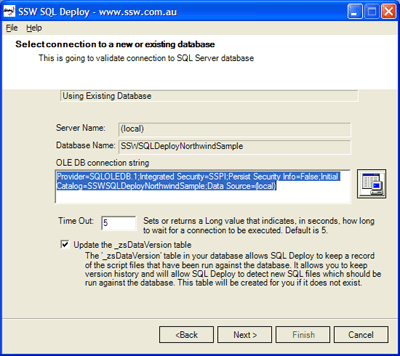 SSW SQL Deploy - www.ssw.com.au
File Help
Select connection to a new or existing database
This is going to validate connection to SQL Server database
Using Existing Database
Server Name: (local)
Database Name: SSWSQLDeployNorthwindSample
OLE DB connection string
Provider=SQLOLEDB.1;Integrated Security=SSPI;Persist Security Info=False;Initial
Catalog=SSWSQLDeployNorthwindSample;Data Source=(local)
Time Out: 5 Sets or returns a Long value that indicates, in seconds, how long
to wait for a connection to be executed. Default is 5.
Update the _zsDataVersion table
The '_zsDataVersion' table in your database allows SQL Deploy to keep a record
of the script files that have been run against the database. It allows you to keep
version history and will allow SQL Deploy to detect new SQL files which should be
run against the database. This table will be created for you if it does not exist.
<Back Next > Finish Cancel